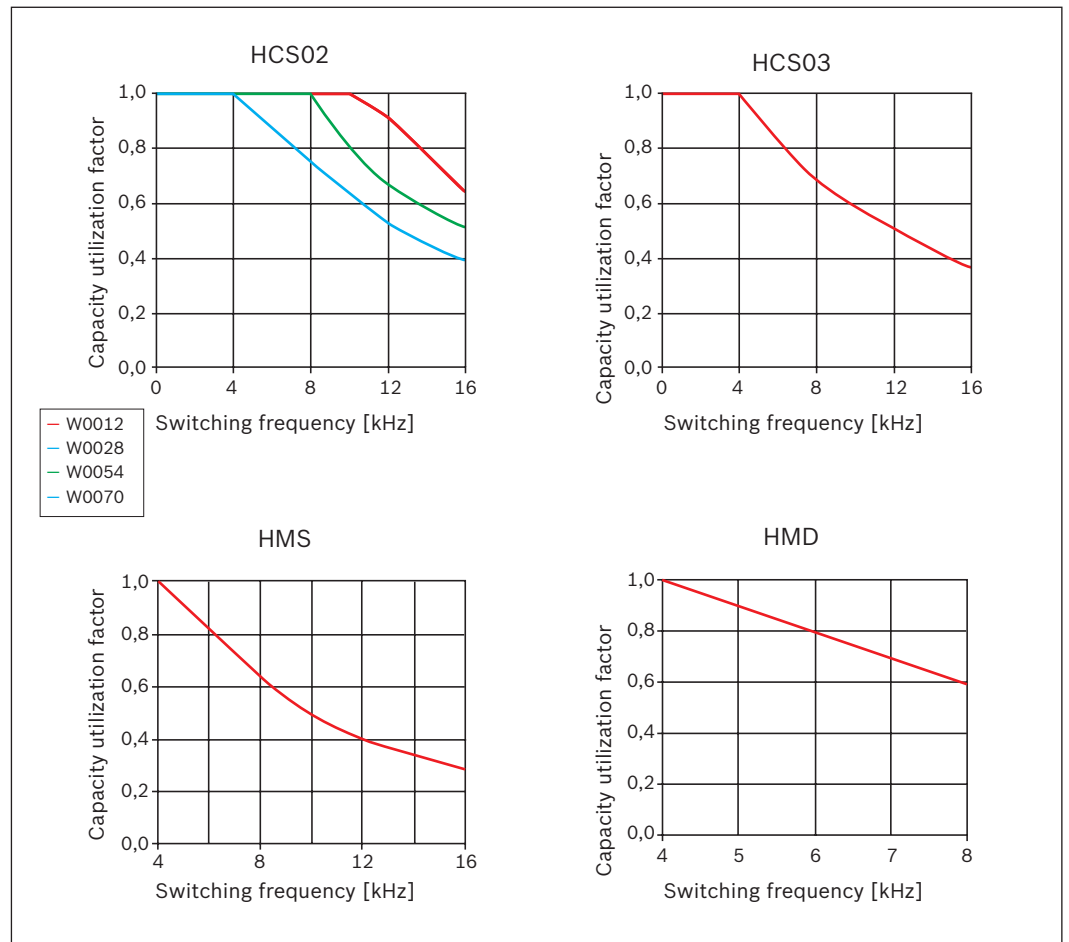 HCS02
Capacity utilization factor
1,0
0,8
0,6
0,4
0,2
0,0
0 4 8 12 16
Switching frequency [kHz]
W0012
W0028
W0054
W0070
HCS03
Capacity utilization factor
1,0
0,8
0,6
0,4
0,2
0,0
0 4 8 12 16
Switching frequency [kHz]
HMS
Capacity utilization factor
1,0
0,8
0,6
0,4
0,2
0,0
4 8 12 16
Switching frequency [kHz]
HMD
Capacity utilization factor
1,0
0,8
0,6
0,4
0,2
0,0
4 5 6 7 8
Switching frequency [kHz]